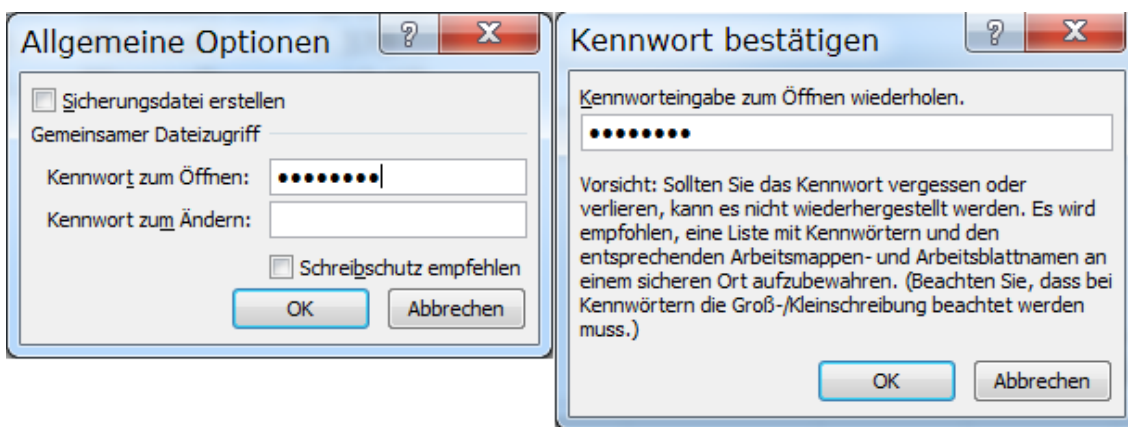 Allgemeine Optionen
Sicherungsdatei erstellen
Gemeinsamer Dateizugriff
Kennwort zum Öffnen: ••••••••
Kennwort zum Ändern:
Schreibschutz empfehlen
OK Abbrechen
Kennwort bestätigen
Kennworteingabe zum Öffnen wiederholen.
••••••••
Vorsicht: Sollten Sie das Kennwort vergessen oder
verlieren, kann es nicht wiederhergestellt werden. Es wird
empfohlen, eine Liste mit Kennwörtern und den
entsprechenden Arbeitsmappen- und Arbeitsblattnamen an
einem sicheren Ort aufzubewahren. (Beachten Sie, dass bei
Kennwörtern die Groß-/Kleinschreibung beachtet werden
muss.)
OK Abbrechen